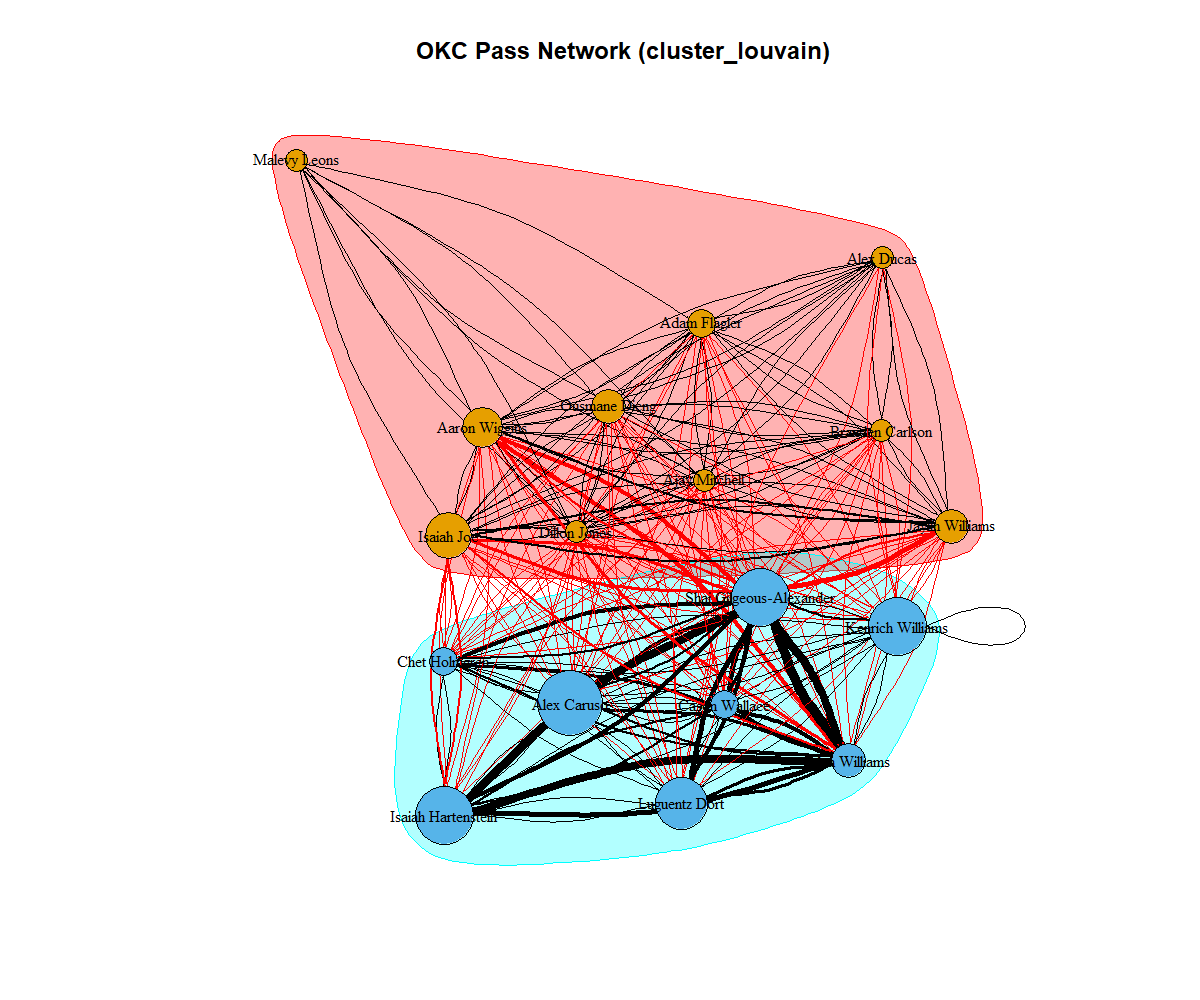 OKC Pass Network (cluster_louvain)
Malevy Leons
Alex Ducas
Adam Flagler
Ousmane Dieng
Aaron Wiggins
Branden Carlson
Ajay Mitchell
Isaiah Joe
Dillon Jones
Williams
Shai Gilgeous-Alexander
Kenrich Williams
Chet Holmgren
Alex Caruso
Cason Wallace
Williams
Isaiah Hartenstein
Luguentz Dort